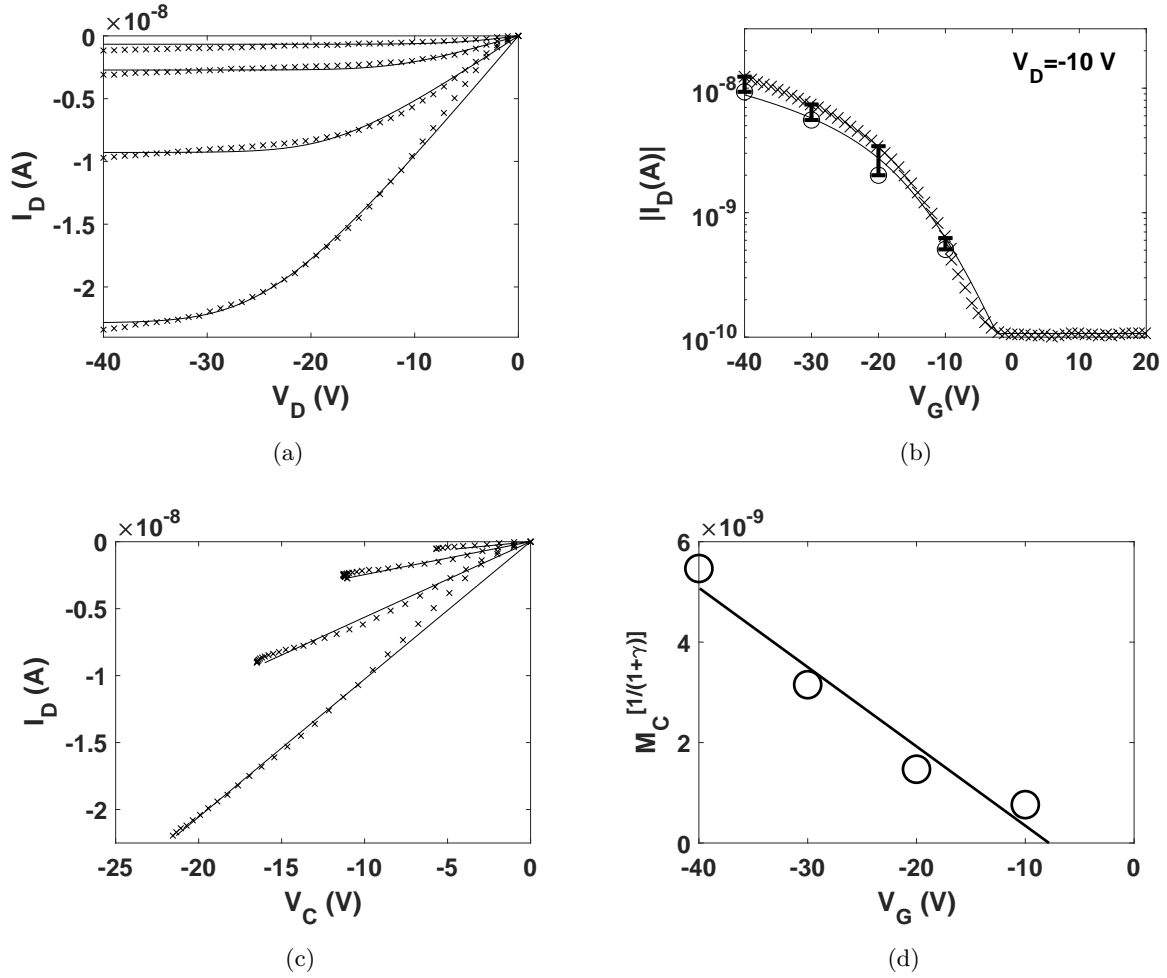 ×10⁻⁸
0
-0.5
-1
-1.5
-2
I_D (A)
-40 -30 -20 -10 0
V_D (V)
(a)
V_D=-10 V
10⁻⁸
10⁻⁹
10⁻¹⁰
|I_D(A)|
-40 -30 -20 -10 0 10 20
V_G(V)
(b)
×10⁻⁸
0
-0.5
-1
-1.5
-2
I_D (A)
-25 -20 -15 -10 -5 0
V_C (V)
(c)
×10⁻⁹
6
4
2
0
M_C^[1/(1+γ)]
-40 -30 -20 -10 0
V_G (V)
(d)